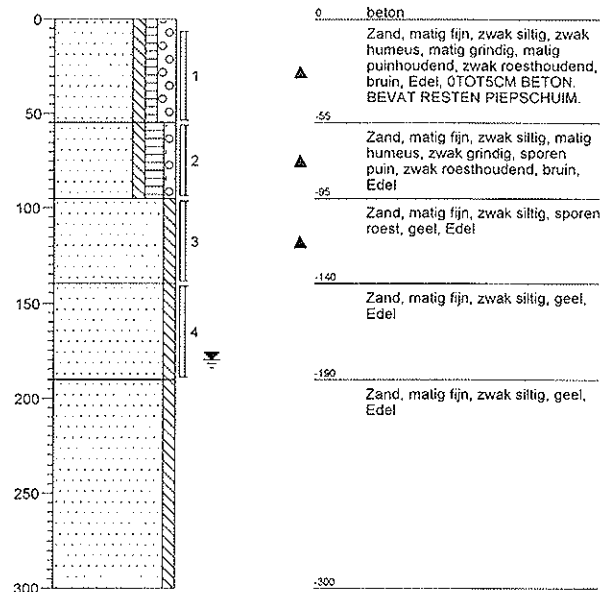 0
beton
Zand, matig fijn, zwak siltig, zwak
humeus, matig grindig, matig
puinhoudend, zwak roesthoudend,
bruin, Edel, 0TOT5CM BETON.
BEVAT RESTEN PIEPSCHUIM.
1
50
-55
Zand, matig fijn, zwak siltig, matig
humeus, zwak grindig, sporen
puin, zwak roesthoudend, bruin,
Edel
2
-95
100
Zand, matig fijn, zwak siltig, sporen
roest, geel, Edel
3
-140
150
Zand, matig fijn, zwak siltig, geel,
Edel
4
-190
200
Zand, matig fijn, zwak siltig, geel,
Edel
250
300
-300
0